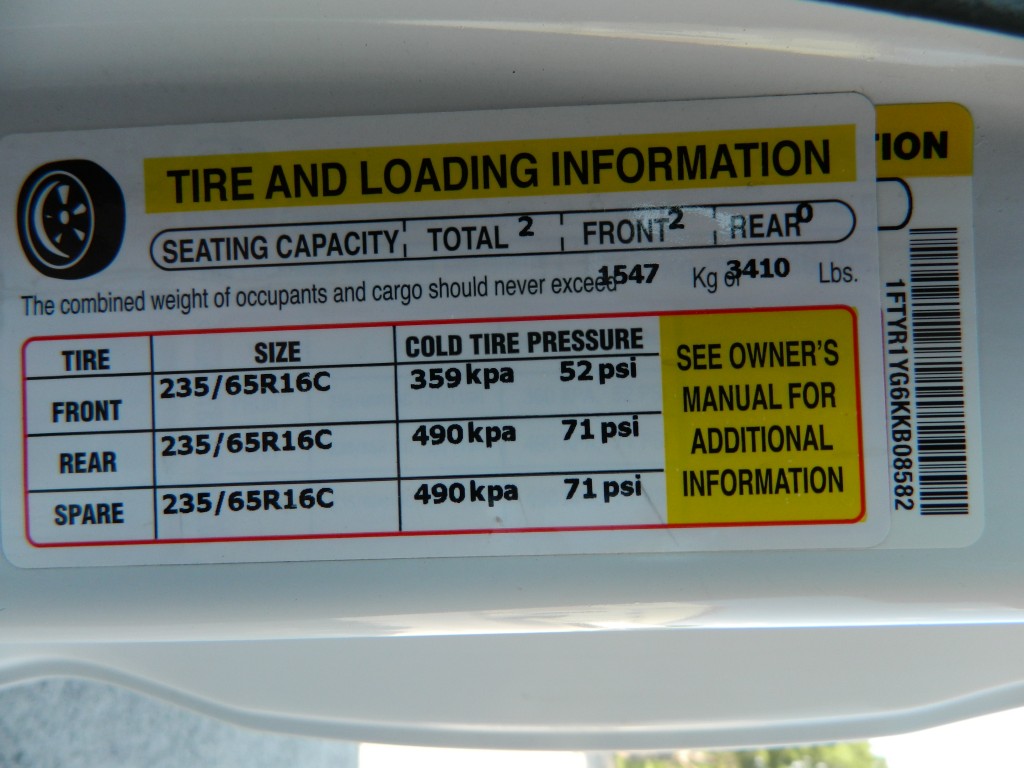 TIRE AND LOADING INFORMATION
SEATING CAPACITY TOTAL 2 FRONT 2 REAR 0
The combined weight of occupants and cargo should never exceed 1547 Kg or 3410 Lbs.
TIRE SIZE COLD TIRE PRESSURE
FRONT 235/65R16C 359 kpa 52 psi
REAR 235/65R16C 490 kpa 71 psi
SPARE 235/65R16C 490 kpa 71 psi
SEE OWNER'S
MANUAL FOR
ADDITIONAL
INFORMATION
ION
1FTYR1YG6KKB08582